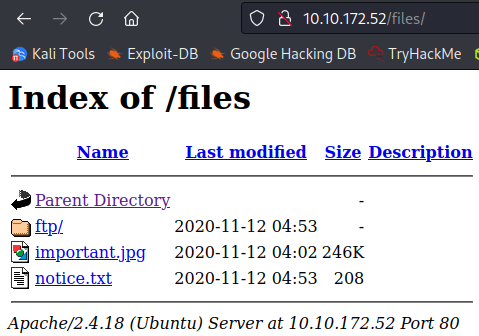 10.10.172.52/files/
Kali Tools Exploit-DB Google Hacking DB TryHackMe
Index of /files
Name Last modified Size Description
Parent Directory -
ftp/ 2020-11-12 04:53 -
important.jpg 2020-11-12 04:02 246K
notice.txt 2020-11-12 04:53 208
Apache/2.4.18 (Ubuntu) Server at 10.10.172.52 Port 80